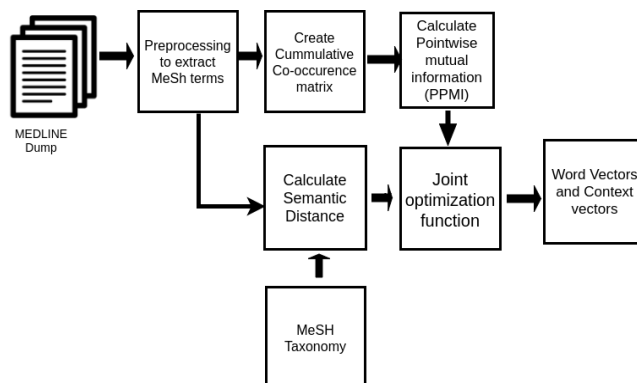 MEDLINE
Dump
Preprocessing
to extract
MeSh terms
Create
Cummulative
Co-occurence
matrix
Calculate
Pointwise
mutual
information
(PPMI)
Calculate
Semantic
Distance
Joint
optimization
function
Word Vectors
and Context
vectors
MeSH
Taxonomy